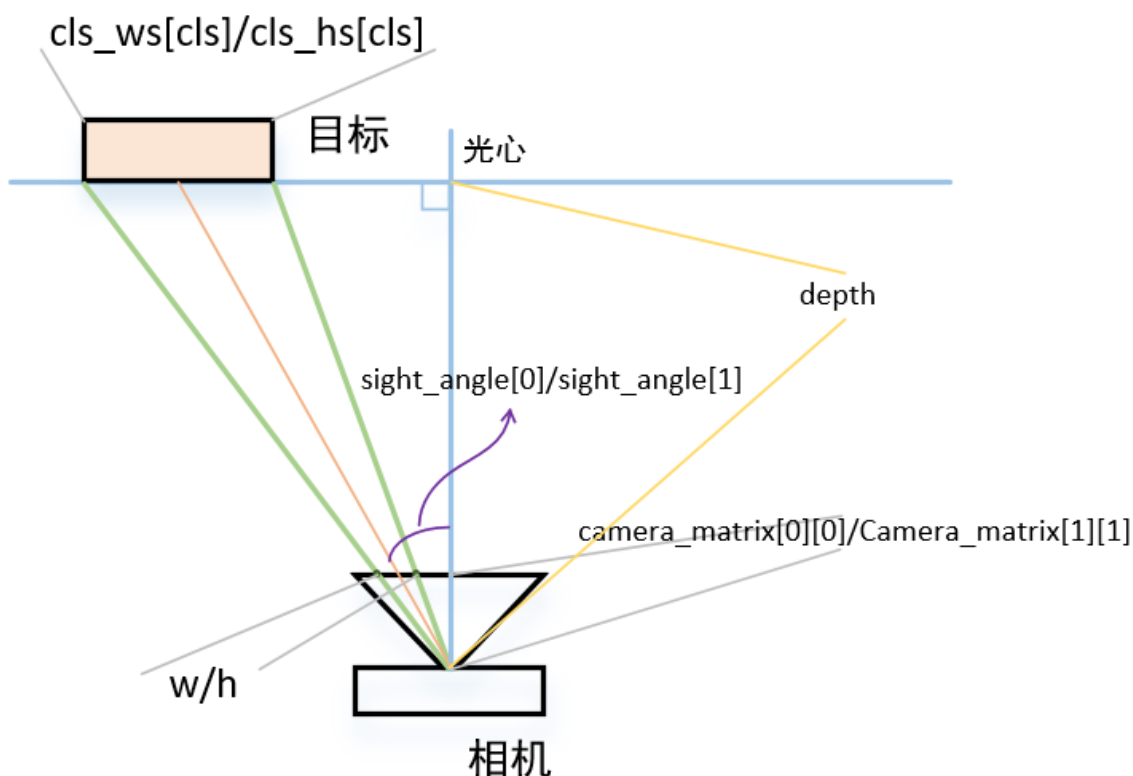 cls_ws[cls]/cls_hs[cls]
目标
光心
depth
sight_angle[0]/sight_angle[1]
camera_matrix[0][0]/Camera_matrix[1][1]
w/h
相机